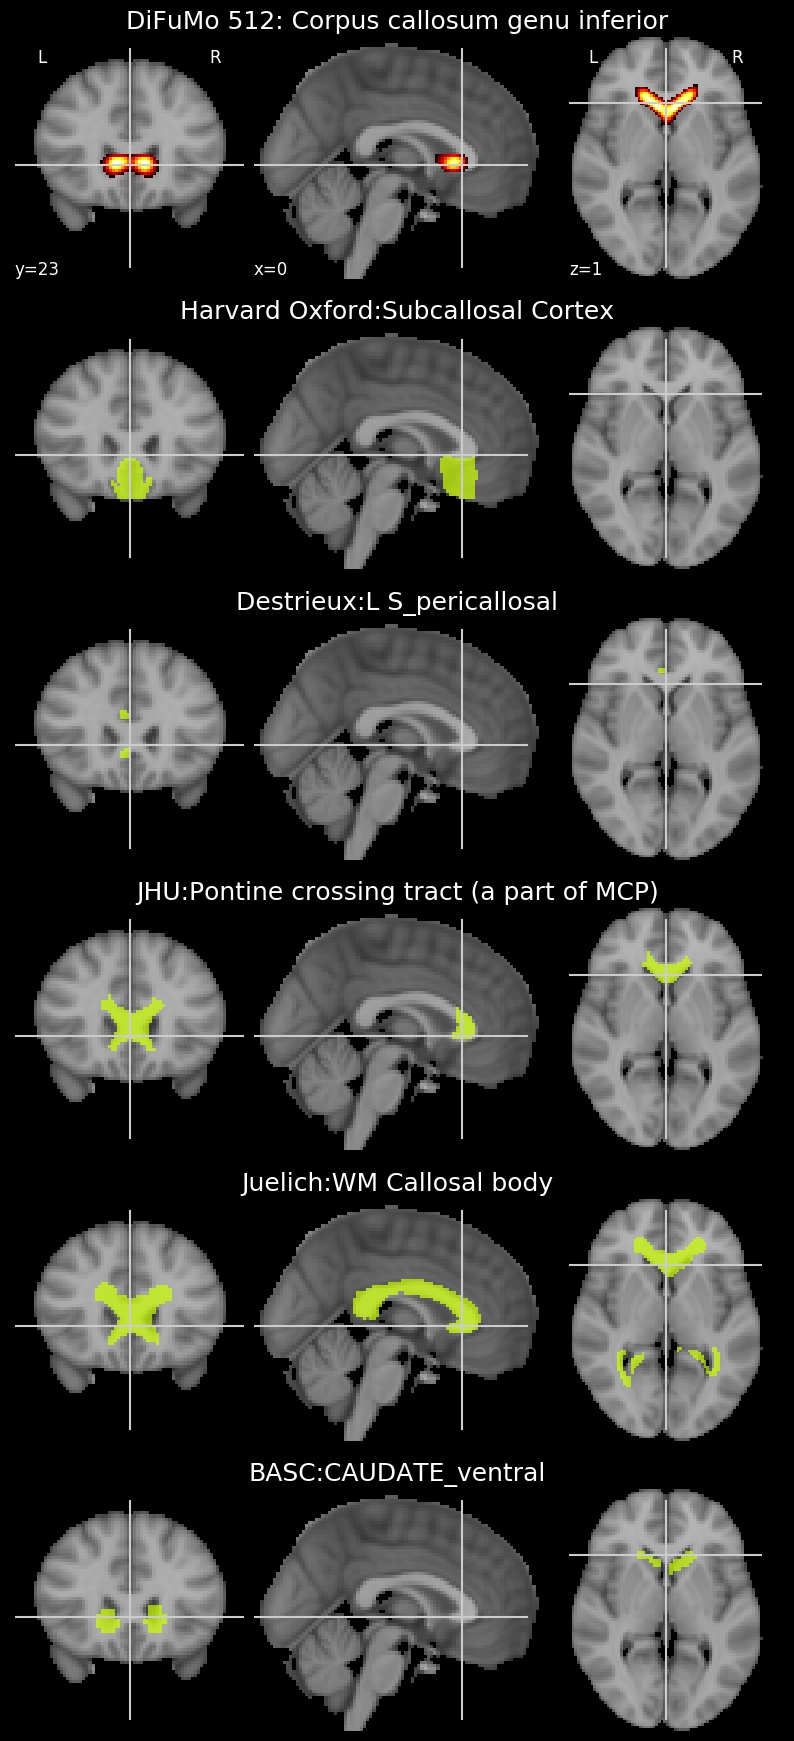 DiFuMo 512: Corpus callosum genu inferior
L R L R
y=23 x=0 z=1
Harvard Oxford:Subcallosal Cortex
Destrieux:L S_pericallosal
JHU:Pontine crossing tract (a part of MCP)
Juelich:WM Callosal body
BASC:CAUDATE_ventral